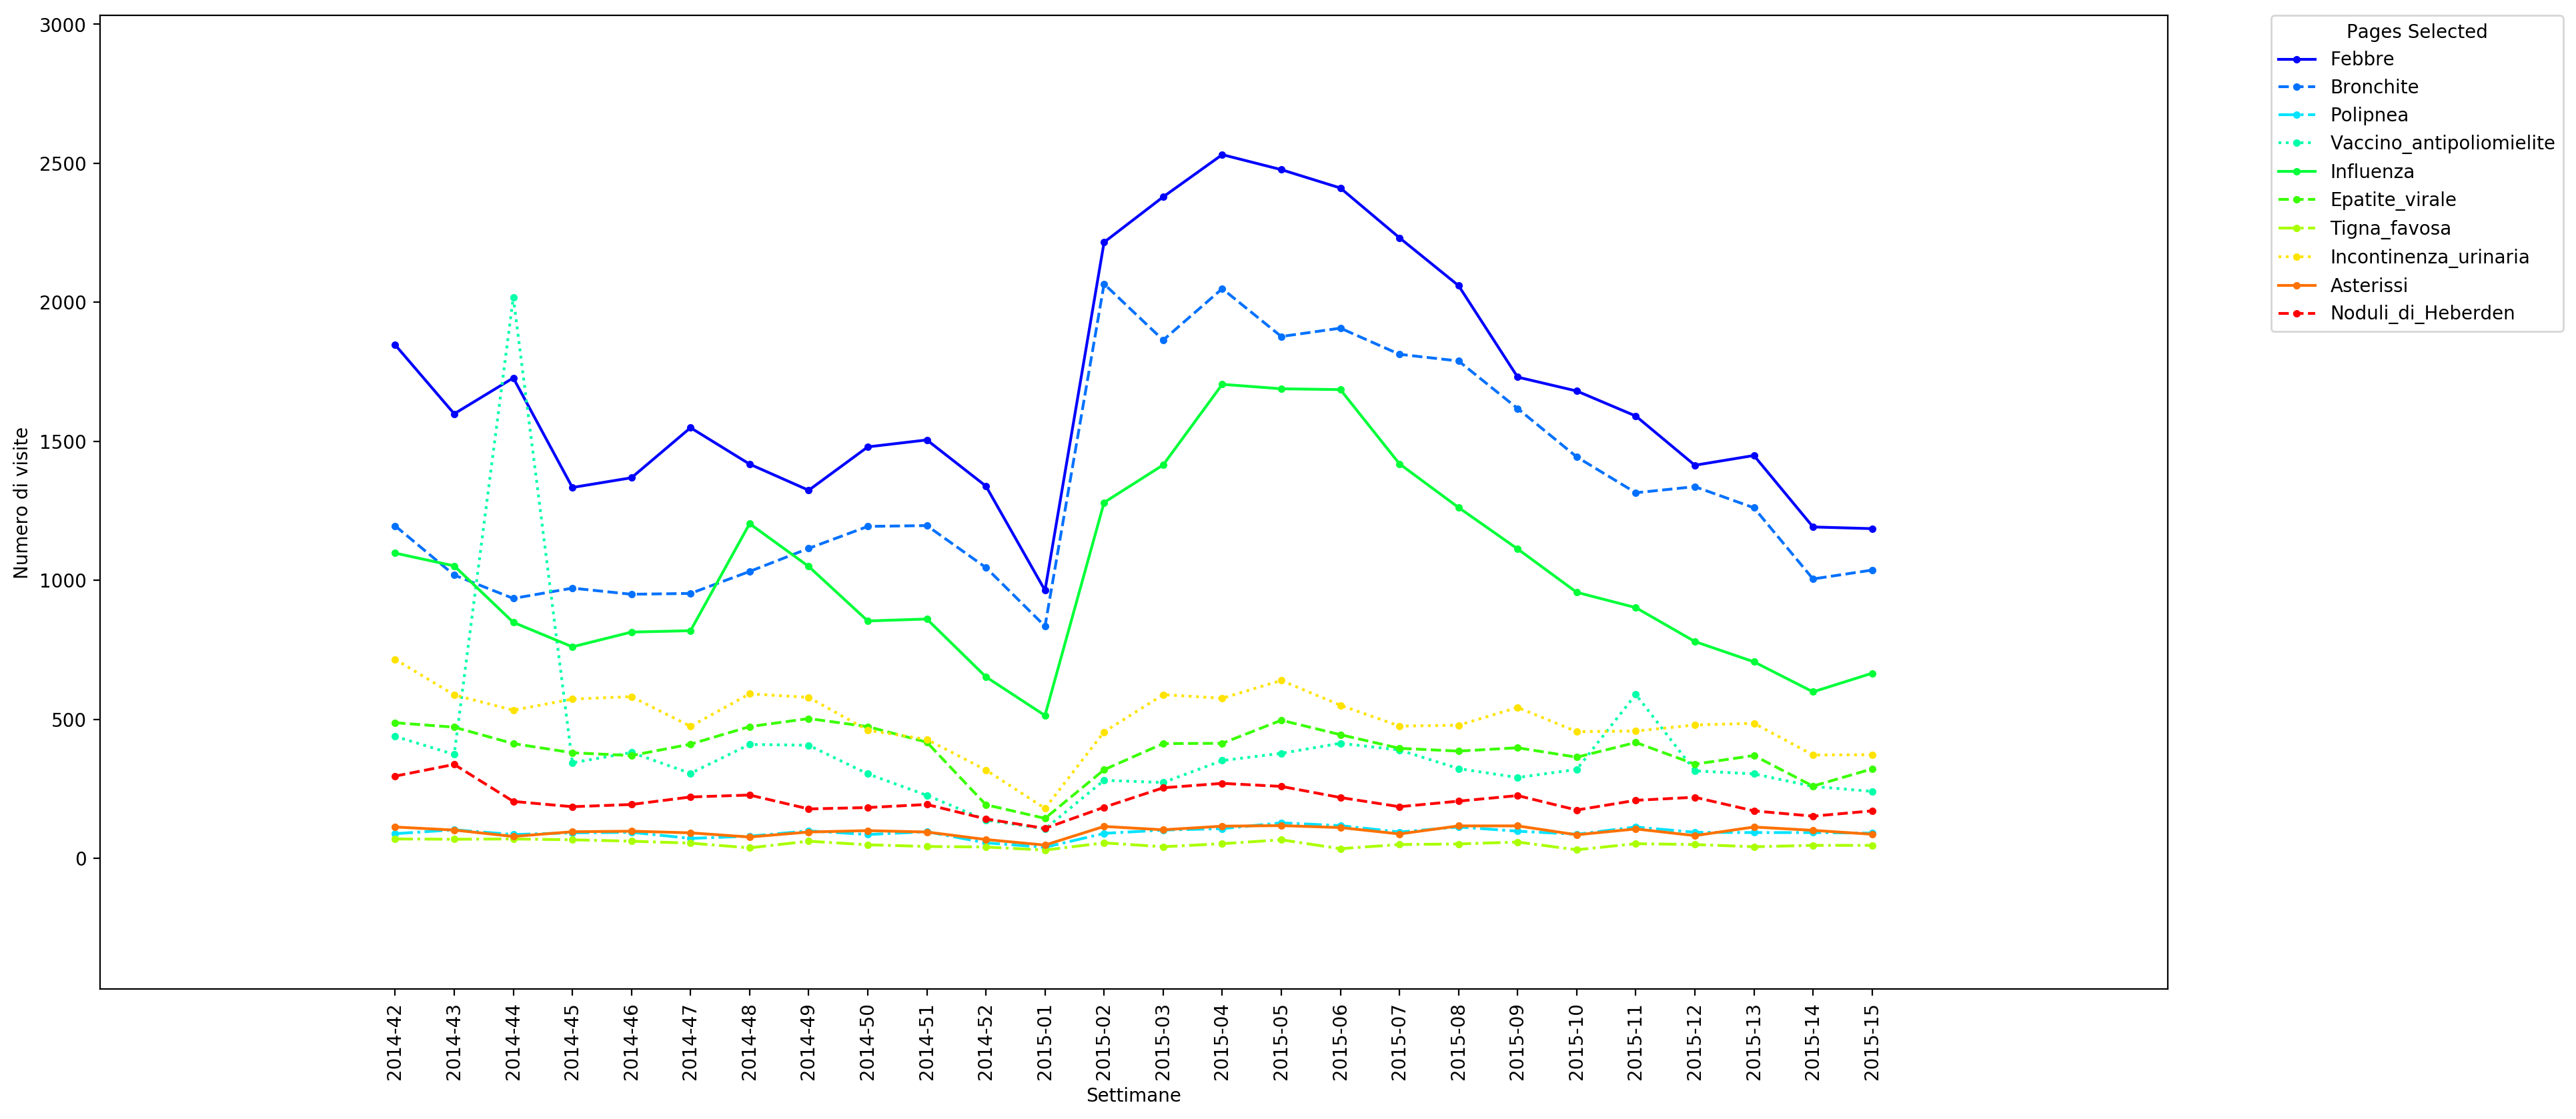 3000
2500
2000
1500
1000
500
0
Numero di visite
2014-42
2014-43
2014-44
2014-45
2014-46
2014-47
2014-48
2014-49
2014-50
2014-51
2014-52
2015-01
2015-02
2015-03
2015-04
2015-05
2015-06
2015-07
2015-08
2015-09
2015-10
2015-11
2015-12
2015-13
2015-14
2015-15
Settimane
Pages Selected
Febbre
Bronchite
Polipnea
Vaccino_antipoliomielite
Influenza
Epatite_virale
Tigna_favosa
Incontinenza_urinaria
Asterissi
Noduli_di_Heberden